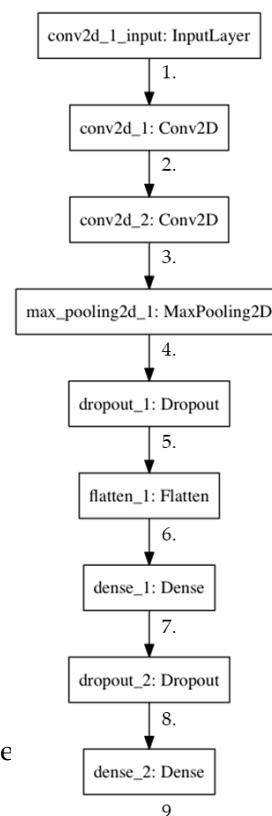 conv2d_1_input: InputLayer
1.
conv2d_1: Conv2D
2.
conv2d_2: Conv2D
3.
max_pooling2d_1: MaxPooling2D
4.
dropout_1: Dropout
5.
flatten_1: Flatten
6.
dense_1: Dense
7.
dropout_2: Dropout
8.
e
dense_2: Dense
9